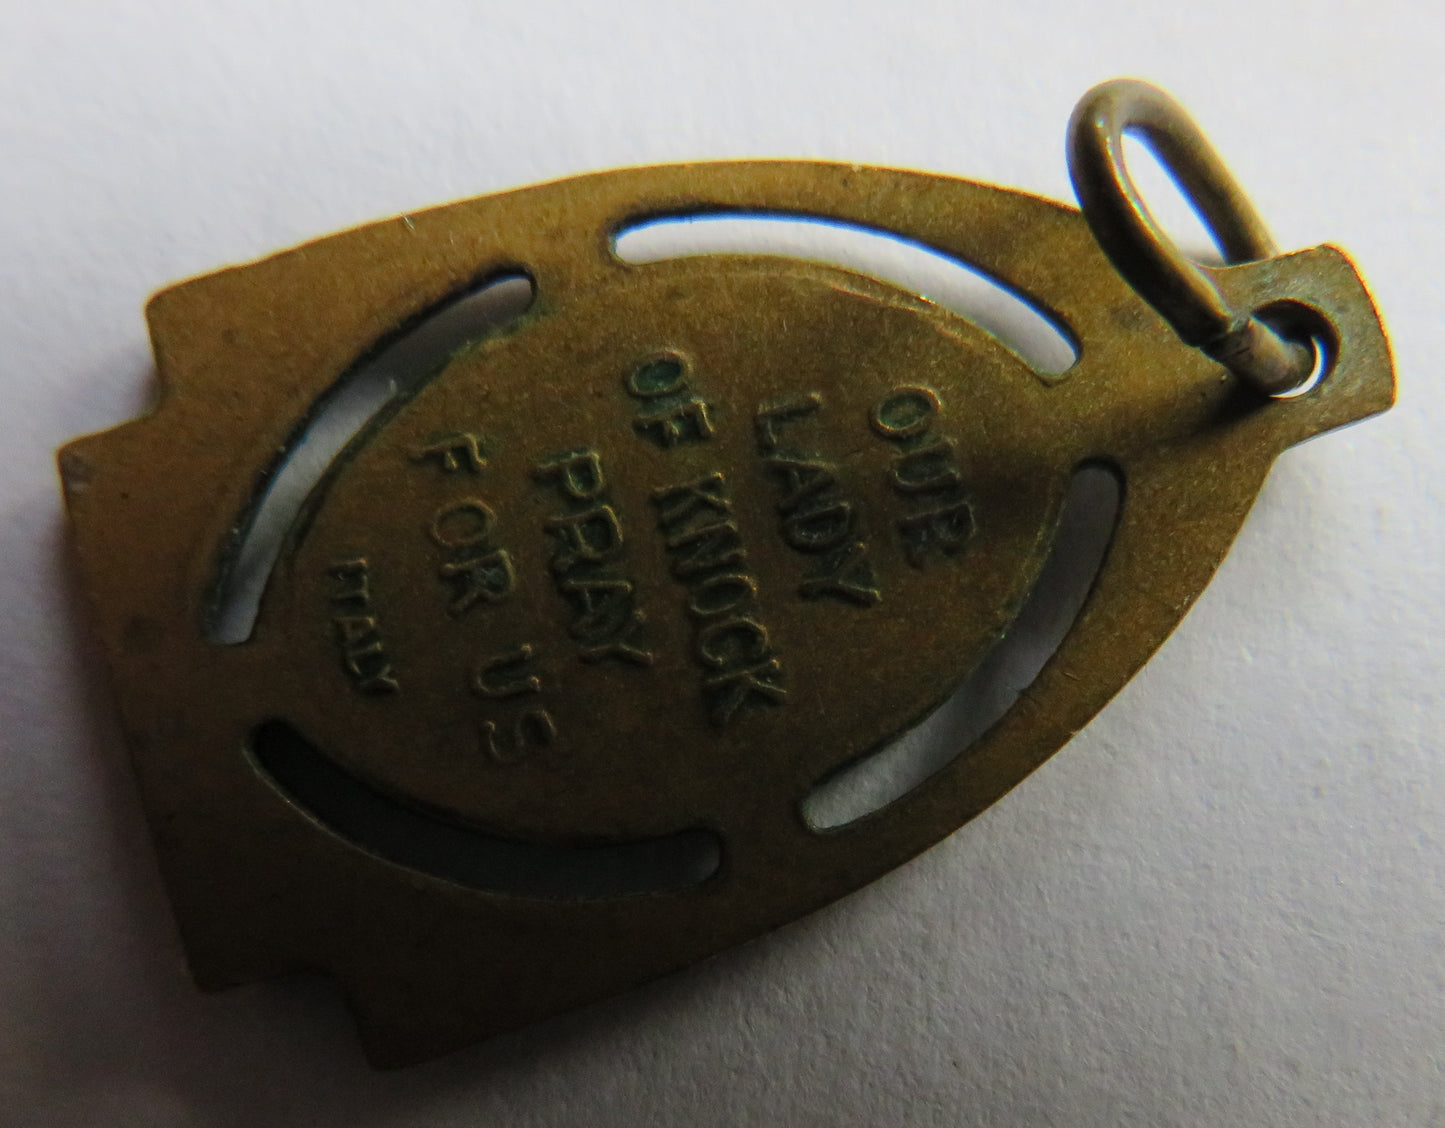 OUR
LADY
OF KNOCK
PRAY
FOR US
ITALY